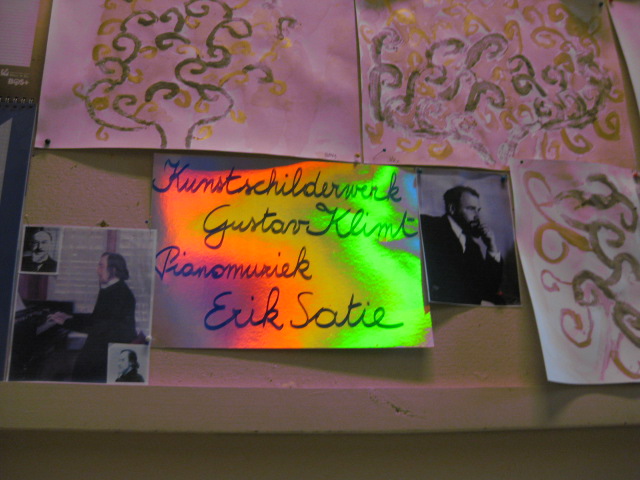 Kunstschilderwerk
Gustav Klimt
Pianomuziek
Erik Satie